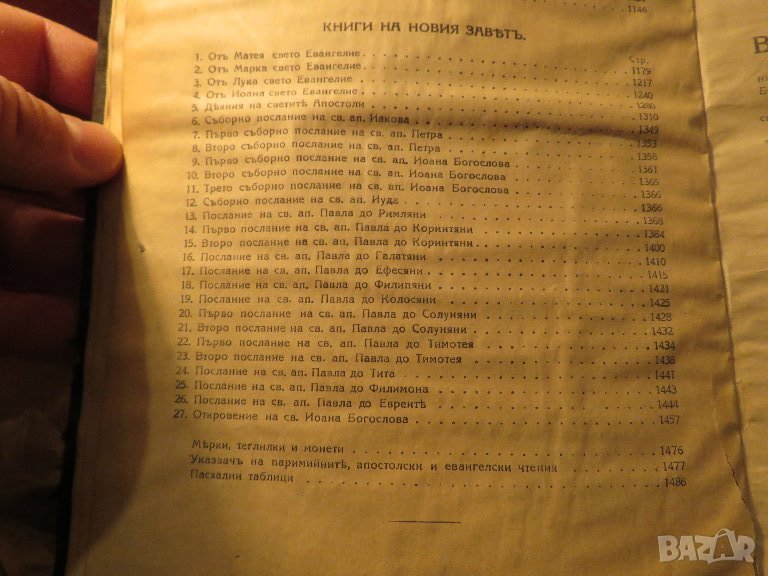 1146
КНИГИ НА НОВИЯ ЗАВѢТЪ.
Стр.
1. Отъ Матея свето Евангелие
2. Отъ Марка свето Евангелие 1179
3. Отъ Лука свето Евангелие 1217
4. Отъ Иоана свето Евангелие 1240
5. Деяния на светитѣ Апостоли 1280
6. Съборно послание на св. ап. Иакова 1310
7. Първо съборно послание на св. ап. Петра 1349
8. Второ съборно послание на св. ап. Петра 1353
9. Първо съборно послание на св. ап. Иоана Богослова 1358
10. Второ съборно послание на св. ап. Иоана Богослова 1361
11. Трето съборно послание на св. ап. Иоана Богослова 1365
12. Съборно послание на св. ап. Иуда 1366
13. Послание на св. ап. Павла до Римляни 1368
14. Първо послание на св. ап. Павла до Коринтяни 1384
15. Второ послание на св. ап. Павла до Коринтяни 1400
16. Послание на св. ап. Павла до Галатяни 1410
17. Послание на св. ап. Павла до Ефесяни 1415
18. Послание на св. ап. Павла до Филипяни 1421
19. Послание на св. ап. Павла до Колосяни 1425
20. Първо послание на св. ап. Павла до Солуняни 1428
21. Второ послание на св. ап. Павла до Солуняни 1432
22. Първо послание на св. ап. Павла до Тимотея 1434
23. Второ послание на св. ап. Павла до Тимотея 1438
24. Послание на св. ап. Павла до Тита 1441
25. Послание на св. ап. Павла до Филимона 1443
26. Послание на св. ап. Павла до Евреитѣ 1444
27. Откровение на св. Иоана Богослова 1457
Мѣрки, теглилки и монети 1476
Указвачъ на паримийнитѣ, апостолски и евангелски чтения 1477
Пасхални таблици 1486
BAZAR